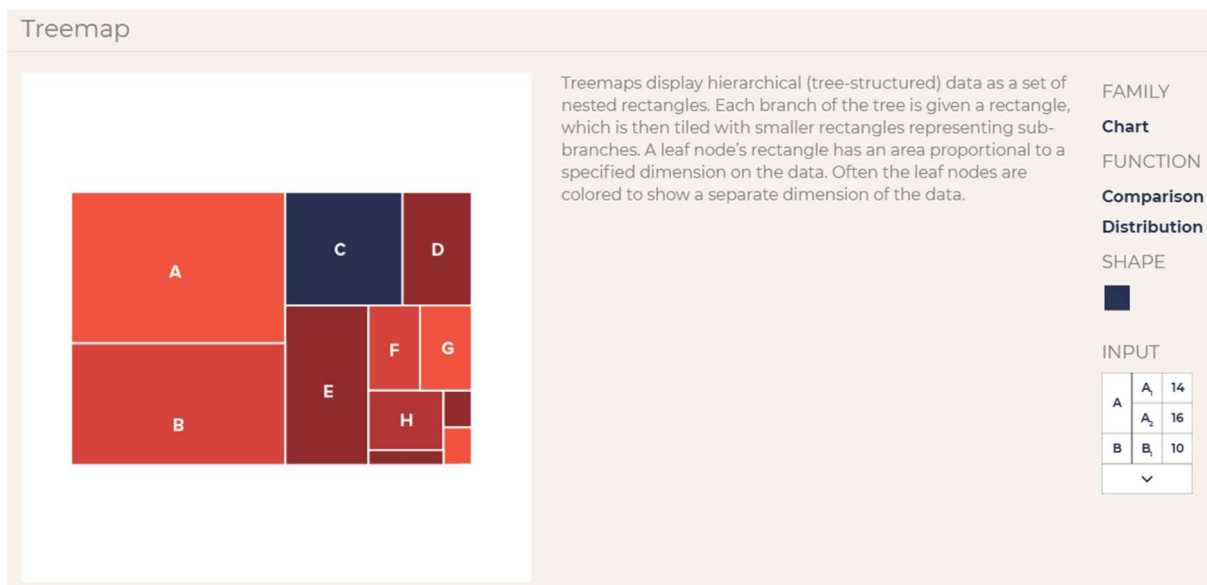 Treemap
Treemaps display hierarchical (tree-structured) data as a set of
nested rectangles. Each branch of the tree is given a rectangle,
which is then tiled with smaller rectangles representing sub-
branches. A leaf node's rectangle has an area proportional to a
specified dimension on the data. Often the leaf nodes are
colored to show a separate dimension of the data.
A
B
C
D
E
F
G
H
FAMILY
Chart
FUNCTION
Comparison
Distribution
SHAPE
INPUT
A A₁ 14
A₂ 16
B B₁ 10